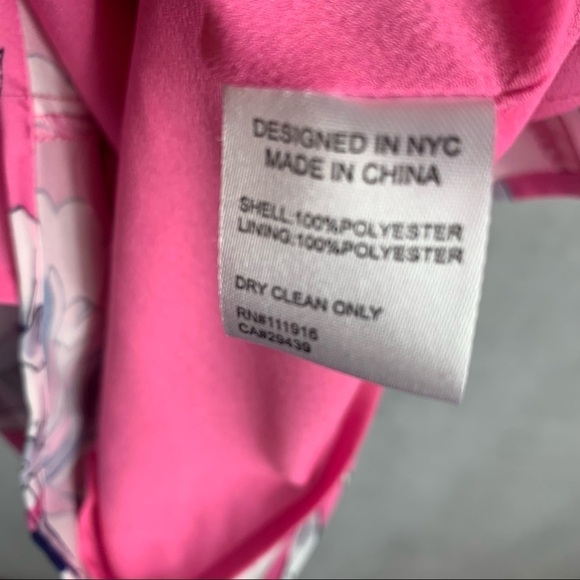 DESIGNED IN NYC
MADE IN CHINA
SHELL:100%POLYESTER
LINING:100%POLYESTER
DRY CLEAN ONLY
RN#111916
CA#29439